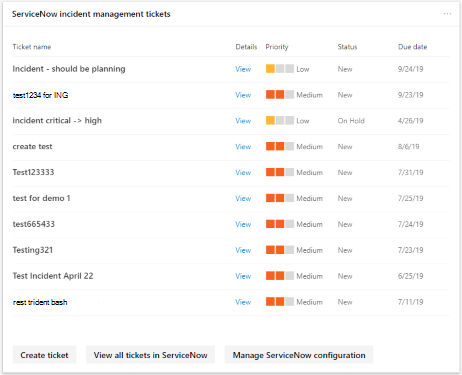 ServiceNow incident management tickets ...
Ticket name Details Priority Status Due date
Incident - should be planning View Low New 9/24/19
test1234 for ING View Medium New 9/23/19
incident critical -> high View Low On Hold 4/26/19
create test View Medium New 8/6/19
Test123333 View Medium New 7/31/19
test for demo 1 View Medium New 7/25/19
test665433 View Medium New 7/24/19
Testing321 View Medium New 7/23/19
Test Incident April 22 View Medium New 6/25/19
rest trident bash View Medium New 7/11/19
Create ticket View all tickets in ServiceNow Manage ServiceNow configuration